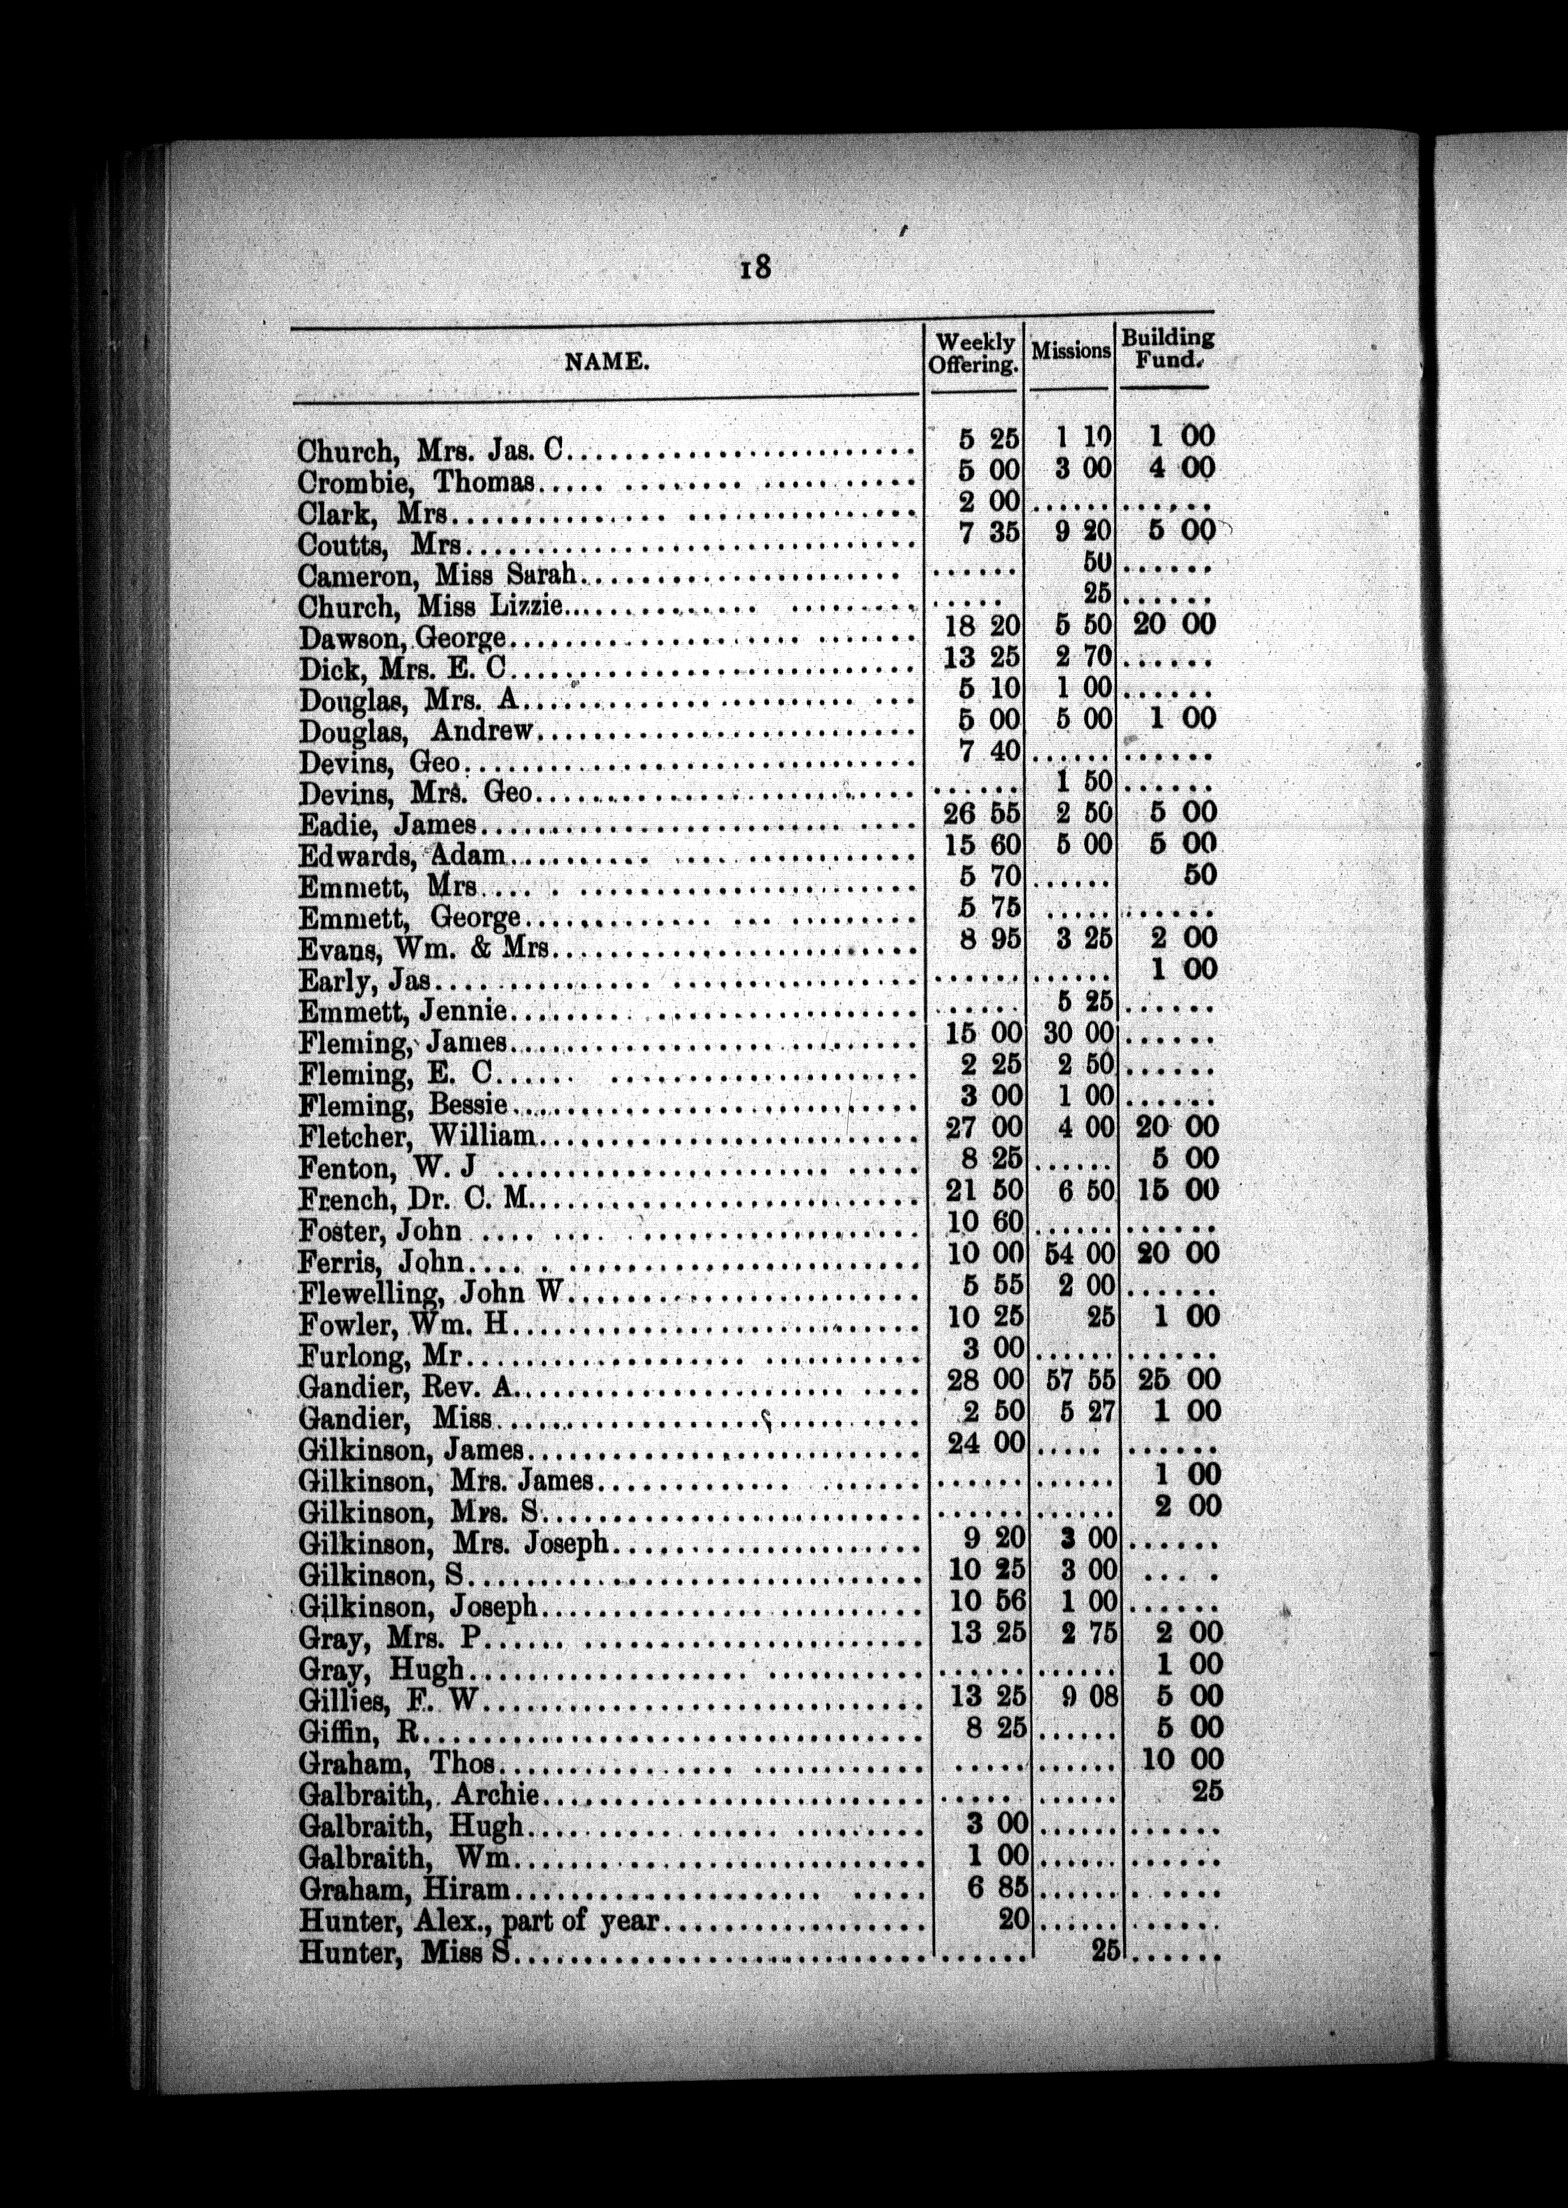 18
NAME. Weekly Offering. Missions Building Fund.
Church, Mrs. Jas. C........................ 5 25 1 10 1 00
Crombie, Thomas..... ........ .......... 5 00 3 00 4 00
Clark, Mrs............... ................ 2 00 ...... ......
Coutts, Mrs............................... 7 35 9 20 5 00
Cameron, Miss Sarah...................... ...... 50 ......
Church, Miss Lizzie.............. ......... ..... 25 ......
Dawson, George.................... ....... 18 20 5 50 20 00
Dick, Mrs. E. C............................ 13 25 2 70 ......
Douglas, Mrs. A....................... ... 5 10 1 00 ......
Douglas, Andrew.......................... 5 00 5 00 1 00
Devins, Geo............................... 7 40 ...... ......
Devins, Mrs. Geo.......................... ...... 1 50 ......
Eadie, James......................... .... 26 55 2 50 5 00
Edwards, Adam.......... .... ............ 15 60 5 00 5 00
Emmett, Mrs.... . ....................... 5 70 ...... 50
Emmett, George............. ... ......... 5 75 ..... ......
Evans, Wm. & Mrs......................... 8 95 3 25 2 00
Early, Jas.... ............ ................. ...... ...... 1 00
Emmett, Jennie......... .................. ...... 5 25 ......
Fleming, James............................ 15 00 30 00 ......
Fleming, E. C...... ..................... 2 25 2 50 ......
Fleming, Bessie............................ 3 00 1 00 ......
Fletcher, William.......................... 27 00 4 00 20 00
Fenton, W. J ....................... ..... 8 25 ...... 5 00
French, Dr. C. M........................... 21 50 6 50 15 00
Foster, John .... .... ................... 10 60 ...... ......
Ferris, John.... . ........................ 10 00 54 00 20 00
Flewelling, John W........................ 5 55 2 00 ......
Fowler, Wm. H............................ 10 25 25 1 00
Furlong, Mr.................... ........... 3 00 ...... ......
Gandier, Rev. A....................... .... 28 00 57 55 25 00
Gandier, Miss......................... .... 2 50 5 27 1 00
Gilkinson, James........................... 24 00 ..... ......
Gilkinson, Mrs. James.............. ....... ...... ...... 1 00
Gilkinson, Mrs. S.......................... ...... ...... 2 00
Gilkinson, Mrs. Joseph..................... 9 20 3 00 ......
Gilkinson, S............................... 10 25 3 00 .... .
Gilkinson, Joseph.......................... 10 56 1 00 ......
Gray, Mrs. P...... ....................... 13 25 2 75 2 00
Gray, Hugh.................... ........... ...... ...... 1 00
Gillies, F. W............................... 13 25 9 08 5 00
Giffin, R................................... 8 25 ...... 5 00
Graham, Thos................. ............ ..... ...... 10 00
Galbraith, Archie........................... ..... ...... 25
Galbraith, Hugh........... ...... ......... 3 00 ...... ......
Galbraith, Wm............................. 1 00 ...... ......
Graham, Hiram...................... ..... 6 85 ...... ......
Hunter, Alex., part of year.................. 20 ...... ......
Hunter, Miss S............................. ...... 25 ......